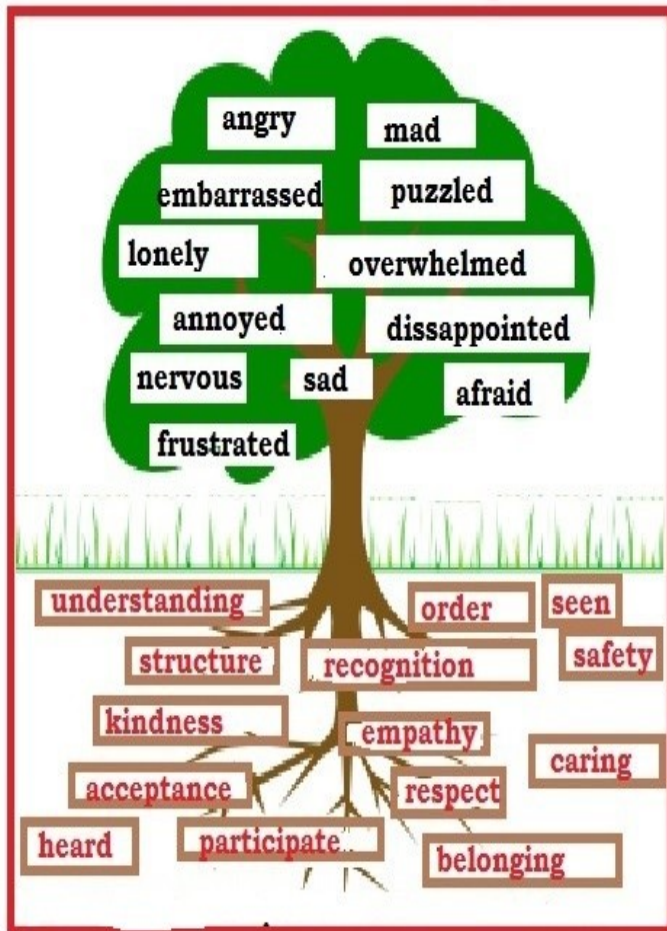 angry
mad
embarrassed
puzzled
lonely
overwhelmed
annoyed
dissappointed
nervous
sad
afraid
frustrated
understanding
order
seen
structure
recognition
safety
kindness
empathy
caring
acceptance
respect
heard
participate
belonging